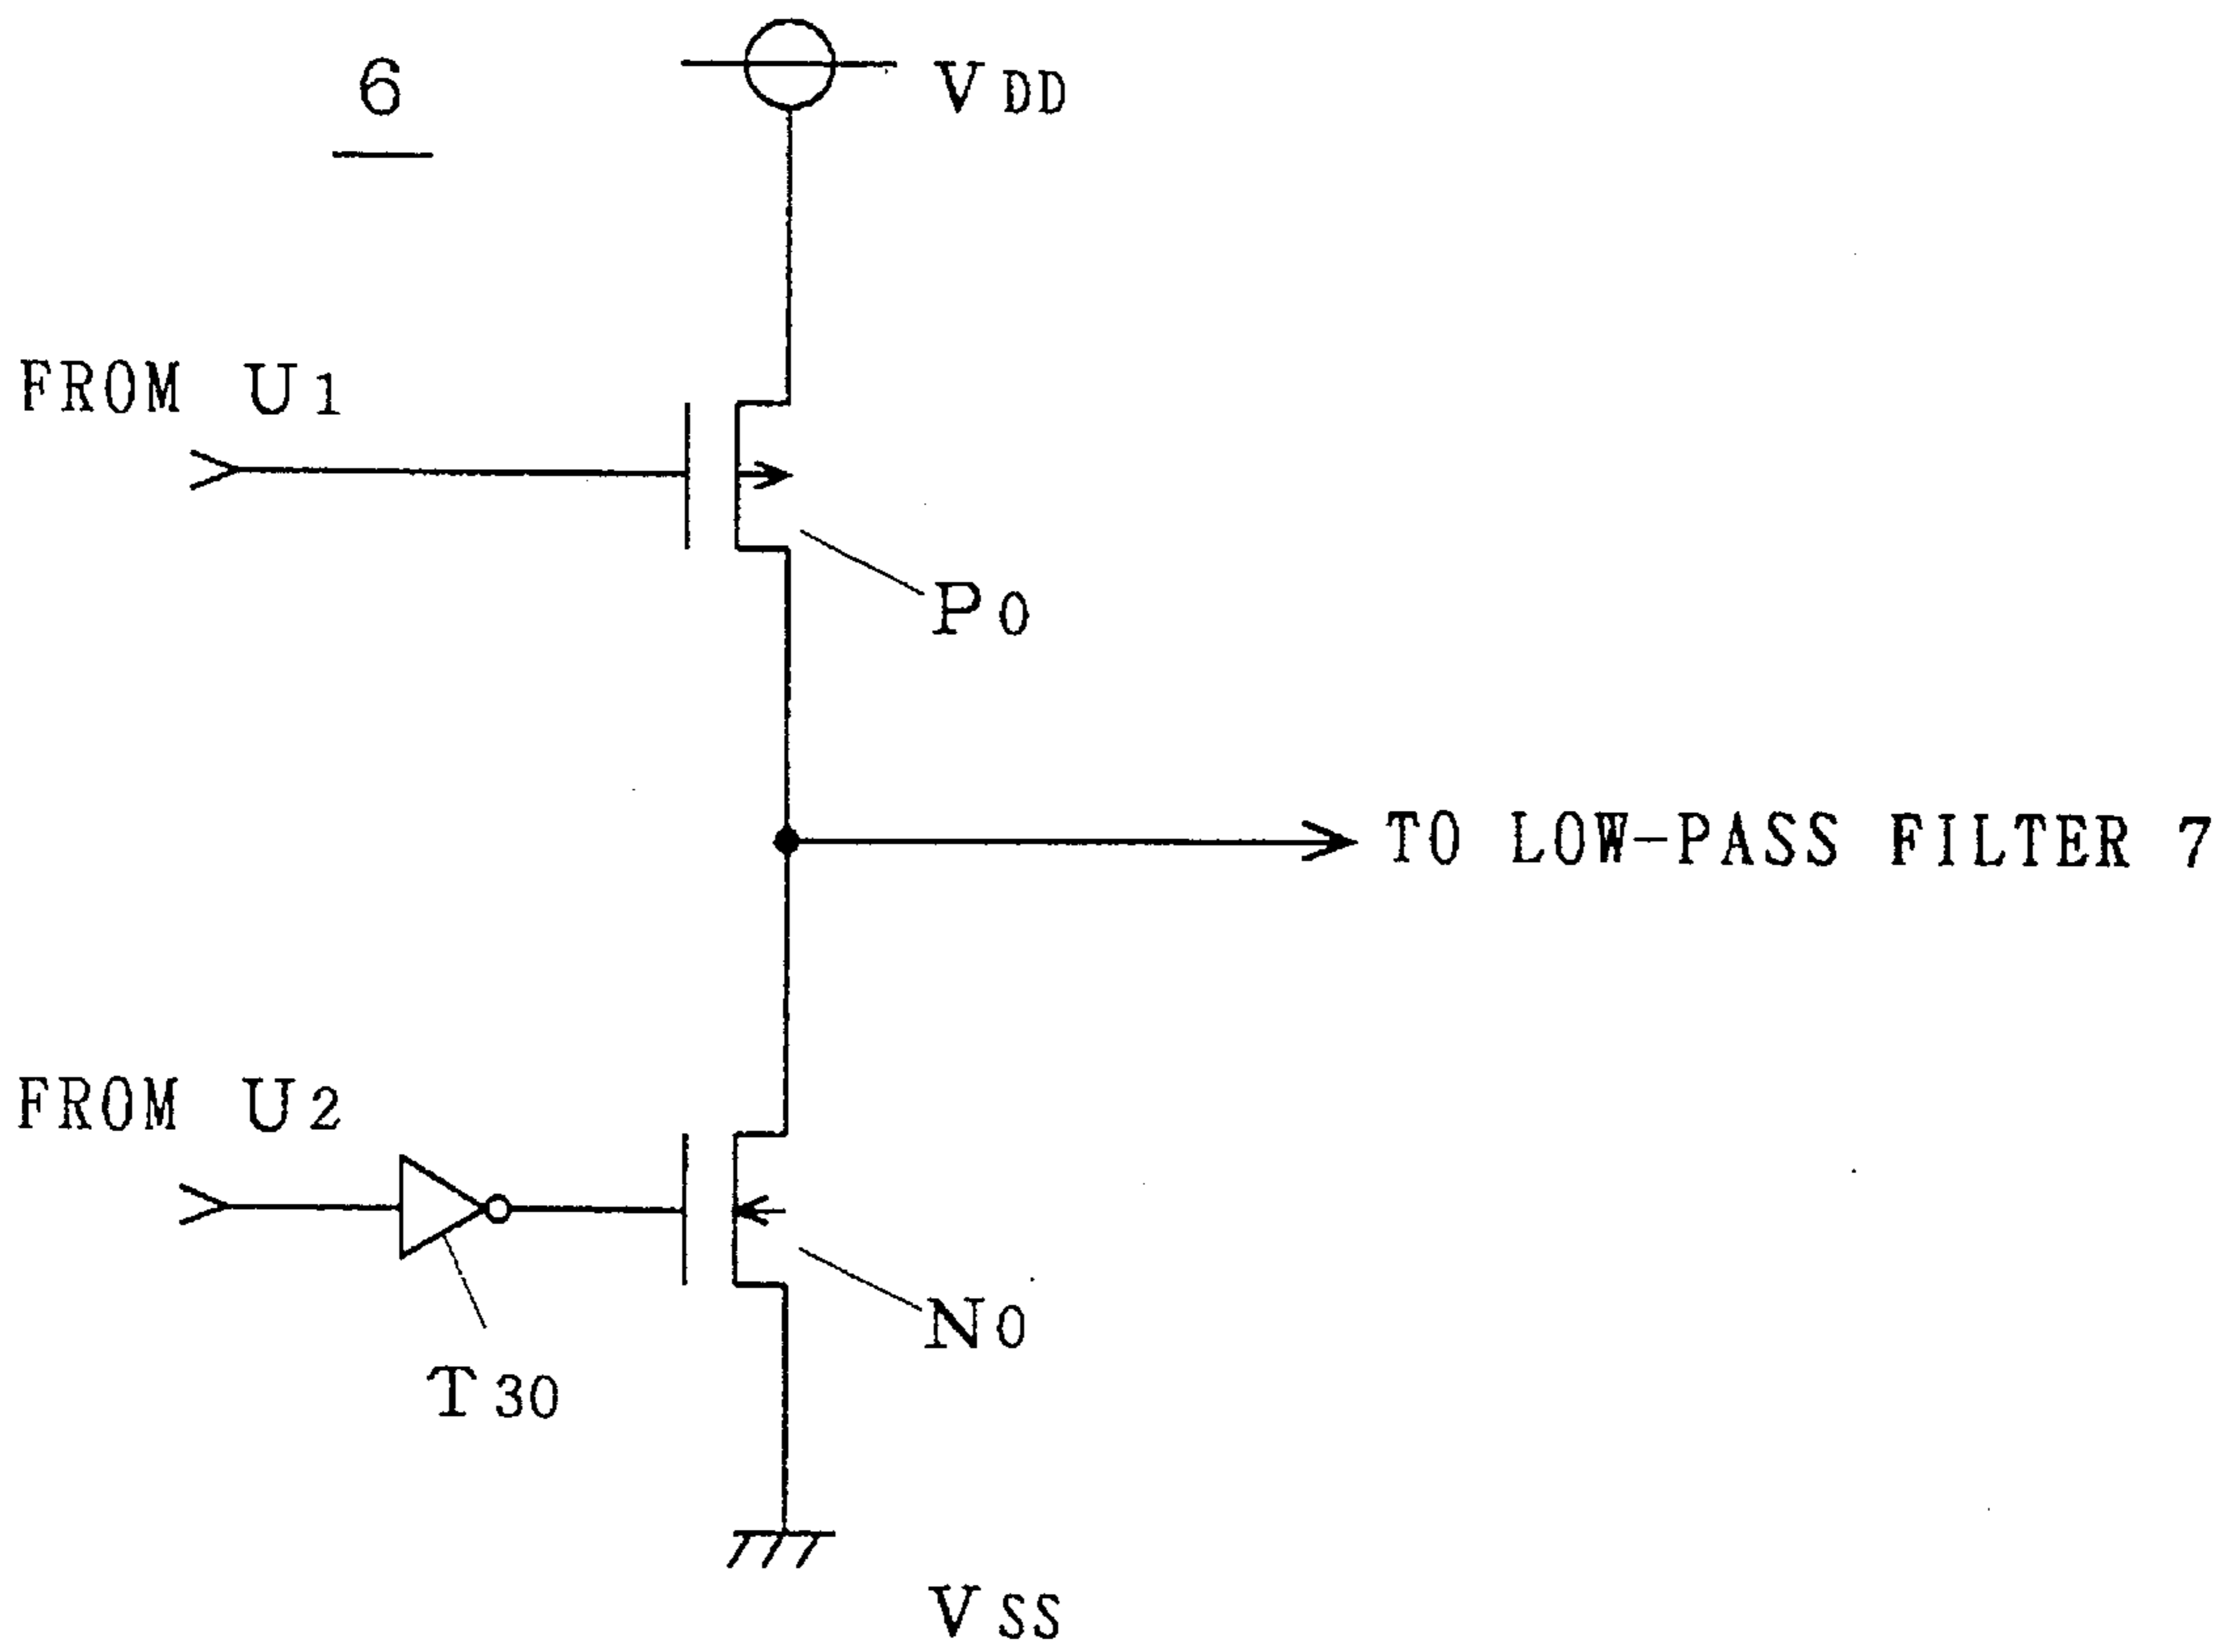 6
VDD
FROM U1
P0
TO LOW-PASS FILTER 7
FROM U2
N0
T30
VSS